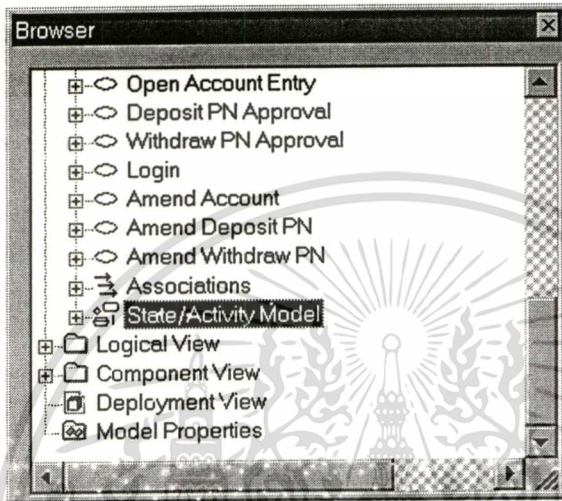 Browser
Open Account Entry
Deposit PN Approval
Withdraw PN Approval
Login
Amend Account
Amend Deposit PN
Amend Withdraw PN
Associations
State/Activity Model
Logical View
Component View
Deployment View
Model Properties